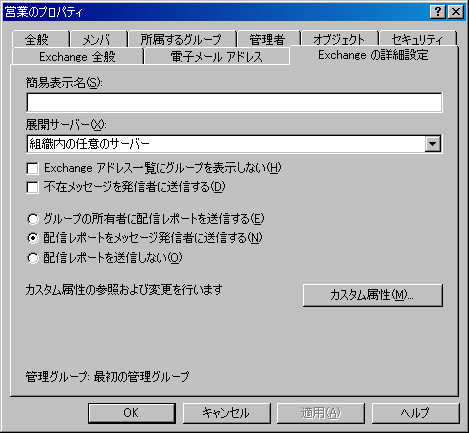 営業のプロパティ
全般 メンバ 所属するグループ 管理者 オブジェクト セキュリティ
Exchange 全般 電子メール アドレス Exchange の詳細設定
簡易表示名(S):
展開サーバー(X):
組織内の任意のサーバー
Exchange アドレス一覧にグループを表示しない(H)
不在メッセージを発信者に送信する(D)
グループの所有者に配信レポートを送信する(E)
配信レポートをメッセージ発信者に送信する(N)
配信レポートを送信しない(O)
カスタム属性の参照および変更を行います カスタム属性(M)...
管理グループ: 最初の管理グループ
OK キャンセル 適用(A) ヘルプ